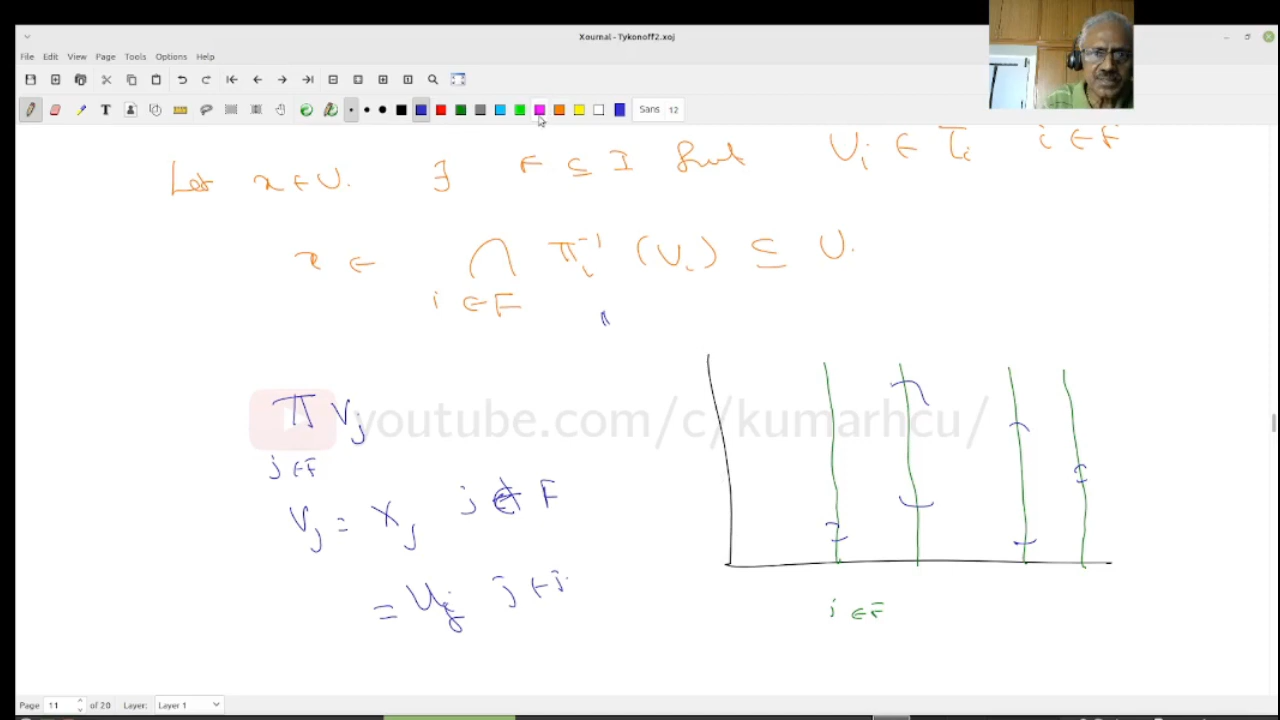 Xournal - Tykonoff2.xoj
File Edit View Page Tools Options Help
Sans 12
Let x ∈ U. ∃ F ⊆ I finite U_i ∈ T_i i ∈ F
x ∈ ⋂ π_i^{-1} (U_i) ⊆ U.
i ∈ F
"
Π V_j
youtube.com/c/kumarhcu/
j ∈ F
V_j = X_j j ∉ F
= U_j j ∈ j.
i ∈ F
Page 11 of 20 Layer: Layer 1